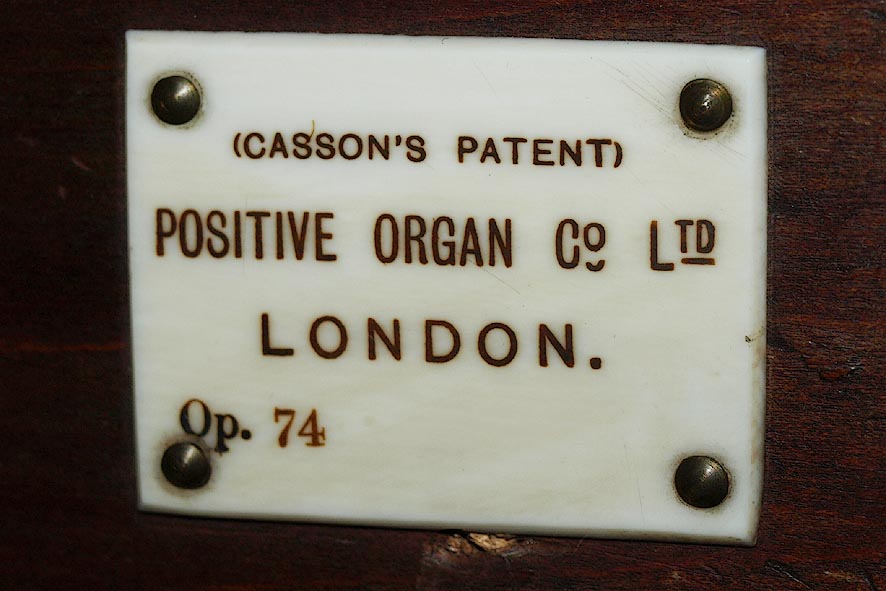 (CASSON'S PATENT)
POSITIVE ORGAN Co LTD
LONDON.
Op. 74